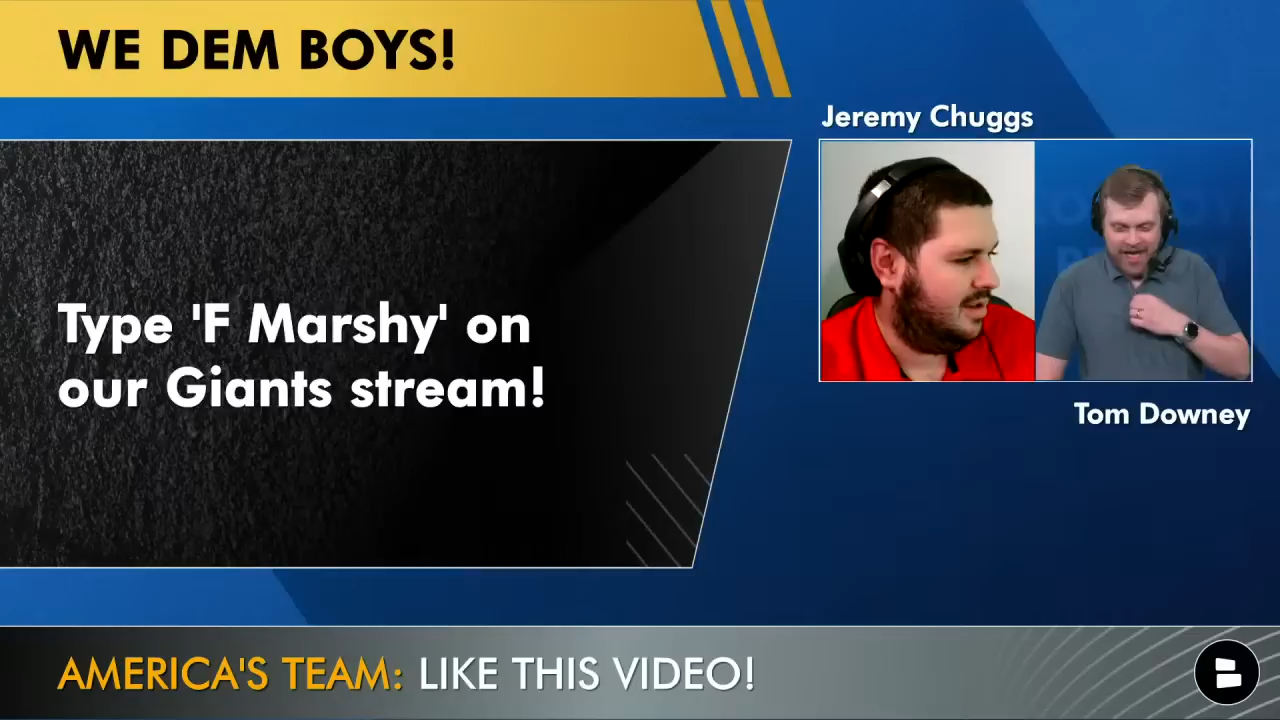 WE DEM BOYS!
Jeremy Chuggs
Type 'F Marshy' on
our Giants stream!
Tom Downey
AMERICA'S TEAM: LIKE THIS VIDEO!